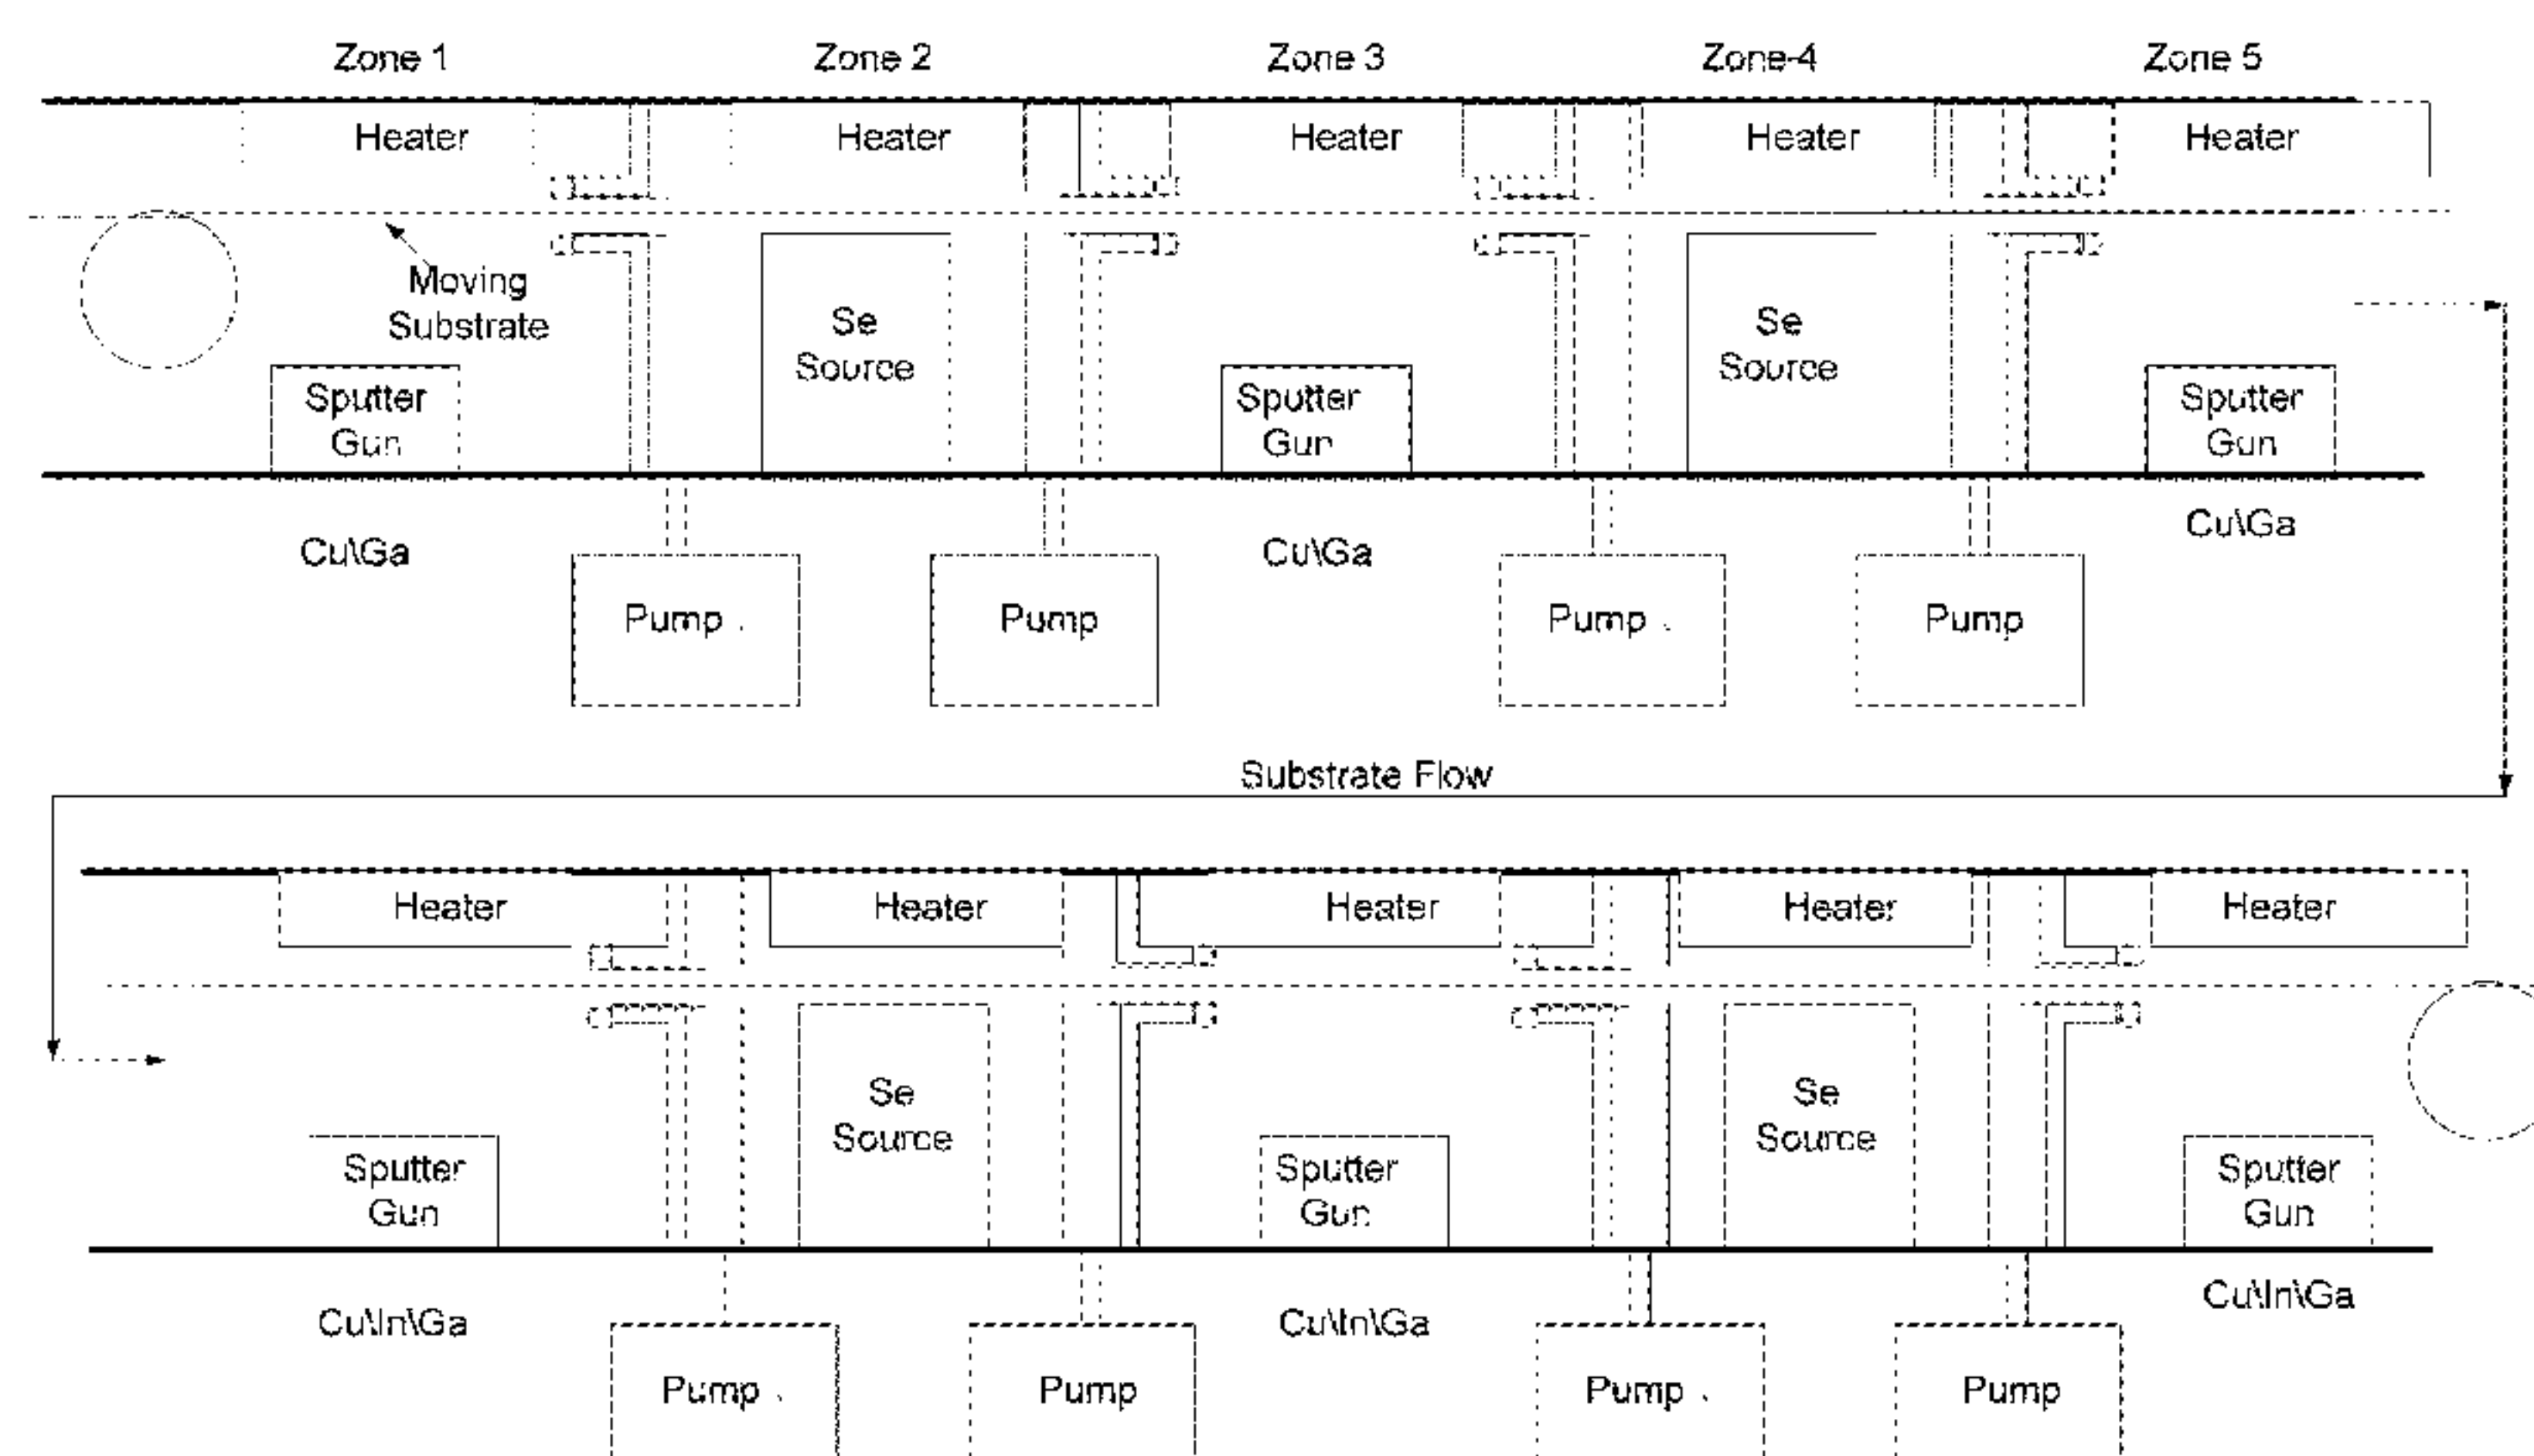 Zone 1 Zone 2 Zone 3 Zone-4 Zone 5
Heater Heater Heater Heater Heater
Moving
Substrate
Se
Source
Se
Source
Sputter
Gun
Sputter
Gun
Sputter
Gun
Cu\Ga Cu\Ga Cu\Ga
Pump Pump Pump Pump
Substrate Flow
Heater Heater Heater Heater Heater
Se
Source
Se
Source
Sputter
Gun
Sputter
Gun
Sputter
Gun
Cu\In\Ga Cu\In\Ga Cu\In\Ga
Pump Pump Pump Pump